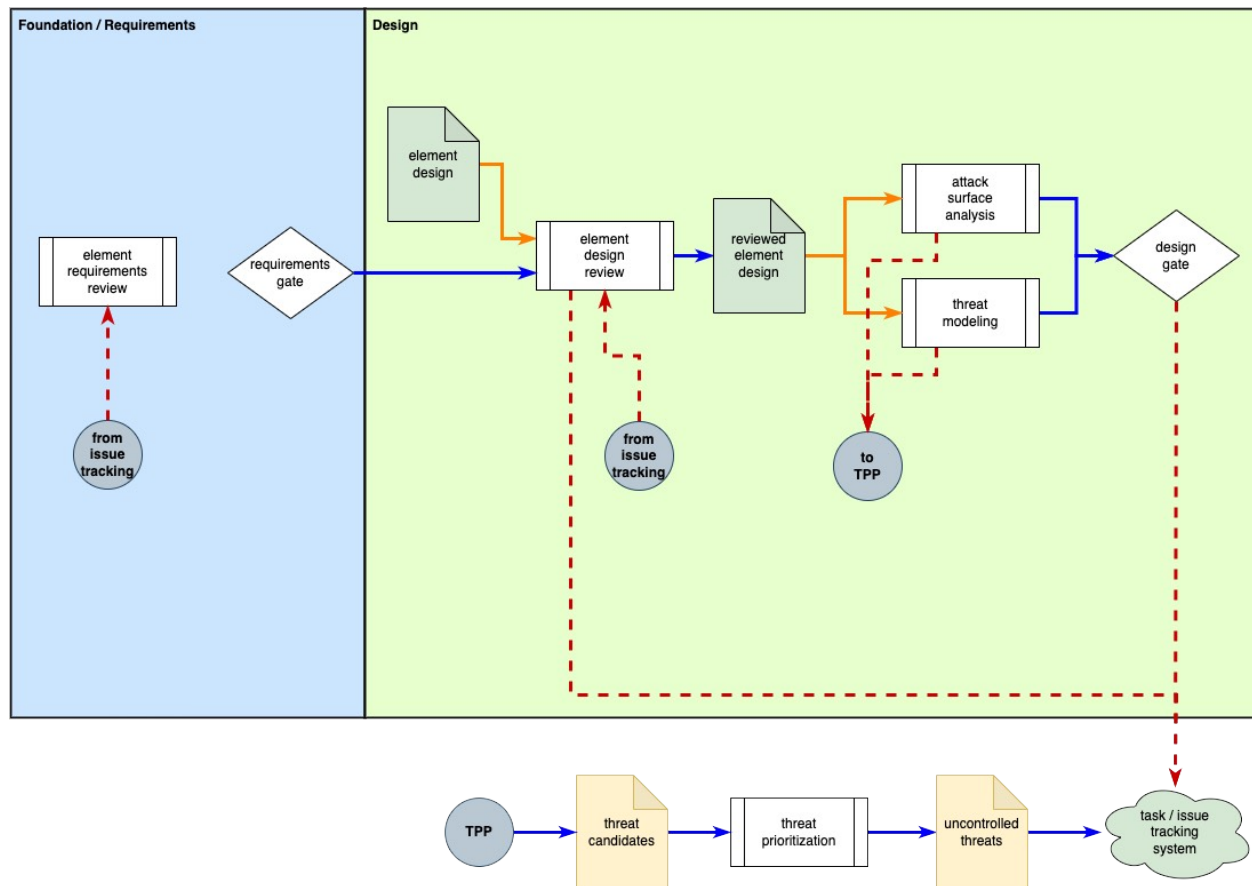 Foundation / Requirements
Design
element
design
attack
surface
analysis
element
requirements
review
requirements
gate
element
design
review
reviewed
element
design
design
gate
threat
modeling
from
issue
tracking
from
issue
tracking
to
TPP
TPP
threat
candidates
threat
prioritization
uncontrolled
threats
task / issue
tracking
system